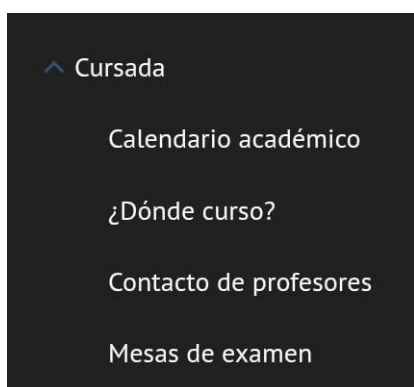 Cursada
Calendario académico
¿Dónde curso?
Contacto de profesores
Mesas de examen